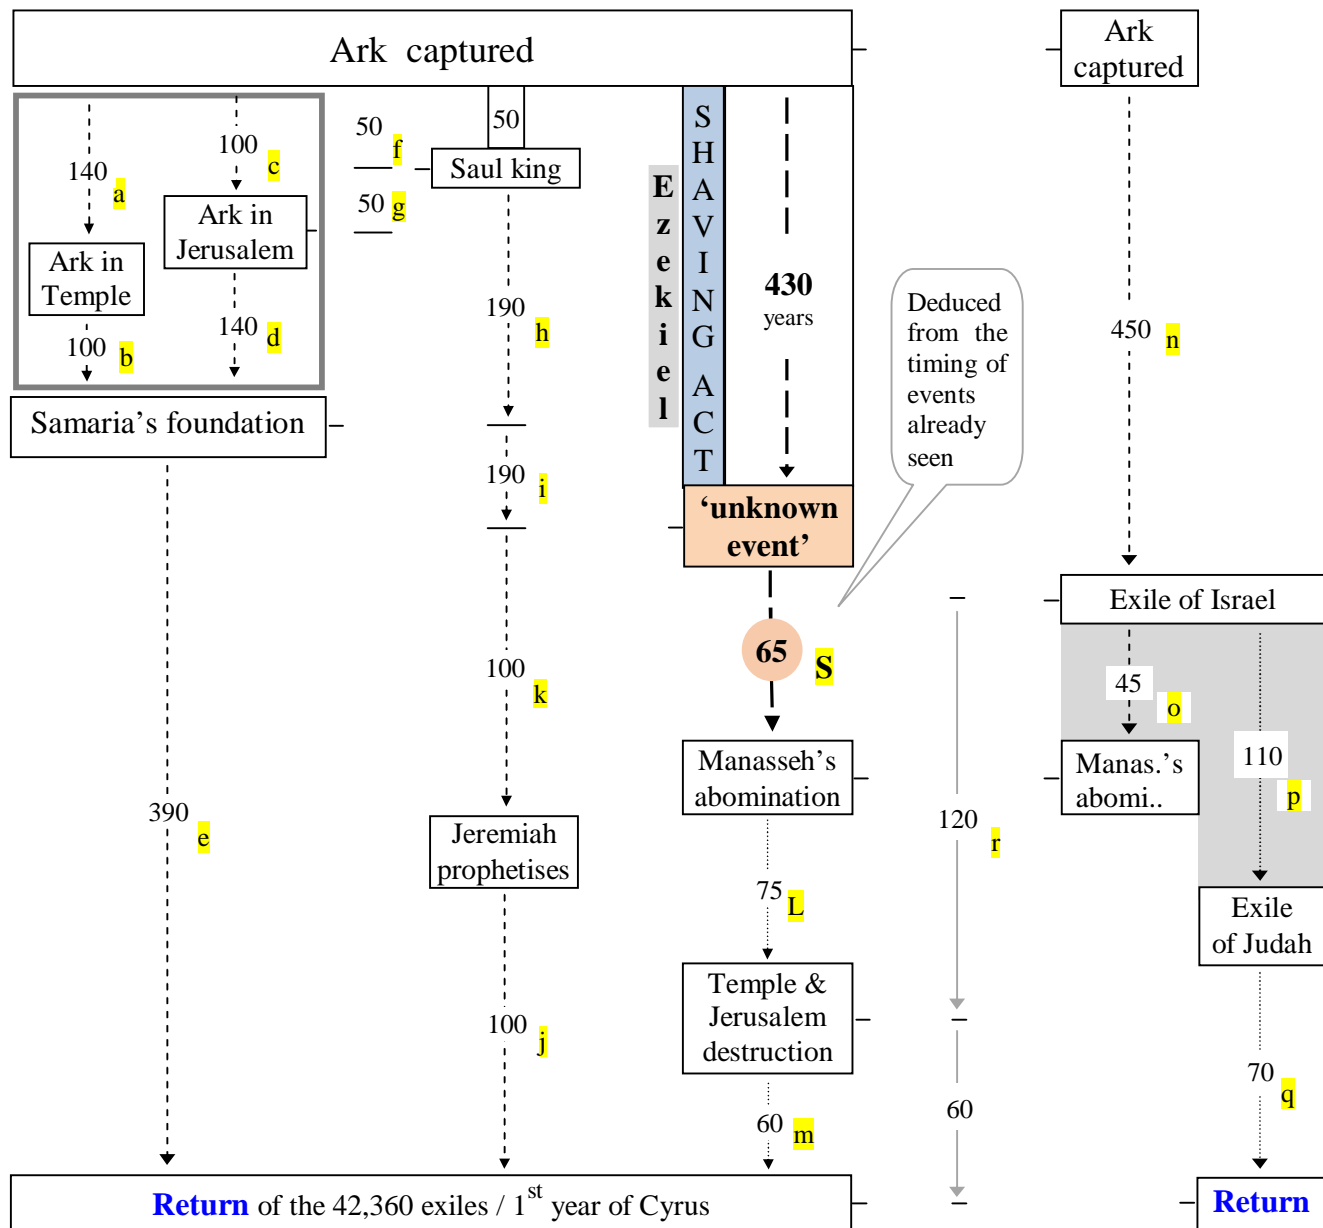 Ark captured
Ark
captured
140
a
100
c
50
f
50
g
50
Saul king
Ark in
Jerusalem
Ark in
Temple
100
b
140
d
Samaria's foundation
390
e
190
h
190
i
100
k
Jeremiah
prophetises
100
j
E
z
e
k
i
e
l
S
H
A
V
I
N
G
A
C
T
430
years
'unknown
event'
65
S
Manasseh's
abomination
75
L
Temple &
Jerusalem
destruction
60
m
Deduced
from the
timing of
events
already
seen
120
r
60
450
n
Exile of Israel
45
o
Manas.'s
abomi..
110
p
Exile
of Judah
70
q
Return of the 42,360 exiles / 1st year of Cyrus
Return